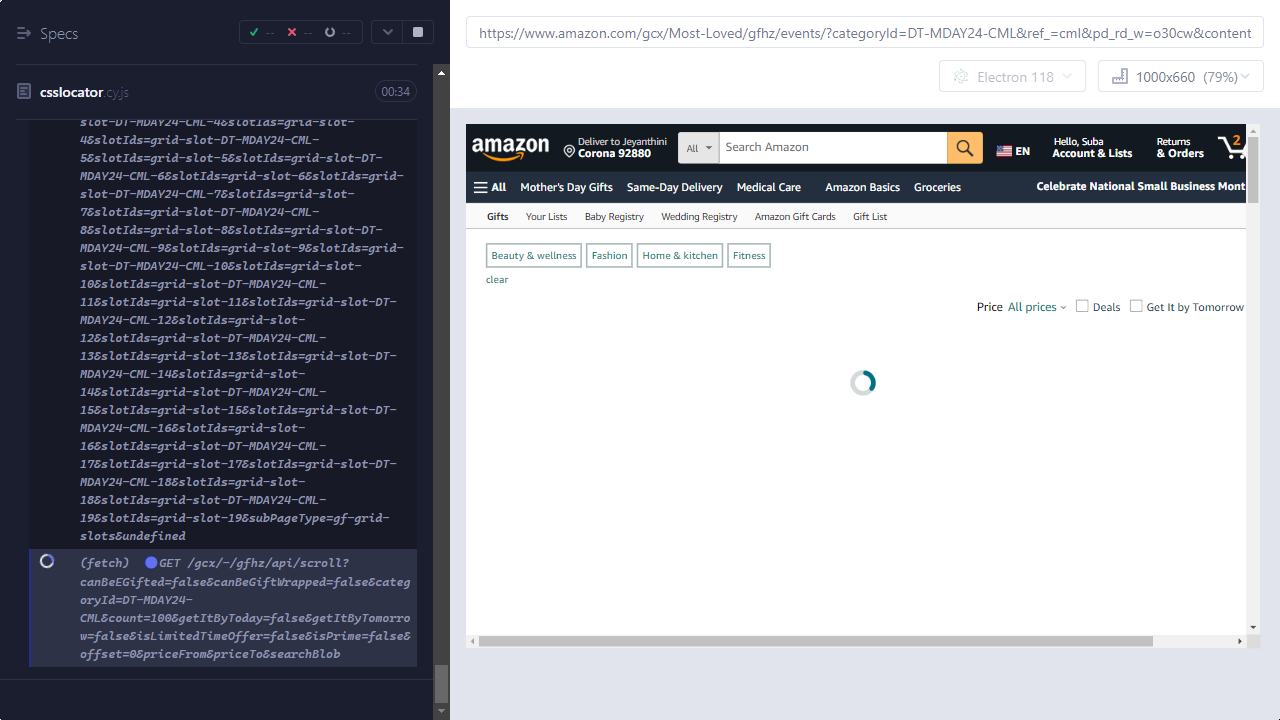 Specs
--
--
--
csslocator.cy.js
00:34
slot-DT-MDAY24-CML-4&slotIds=grid-slot-
4&slotIds=grid-slot-DT-MDAY24-CML-
5&slotIds=grid-slot-5&slotIds=grid-slot-DT-
MDAY24-CML-6&slotIds=grid-slot-6&slotIds=grid-
slot-DT-MDAY24-CML-7&slotIds=grid-slot-
7&slotIds=grid-slot-DT-MDAY24-CML-
8&slotIds=grid-slot-8&slotIds=grid-slot-DT-
MDAY24-CML-9&slotIds=grid-slot-9&slotIds=grid-
slot-DT-MDAY24-CML-10&slotIds=grid-slot-
10&slotIds=grid-slot-DT-MDAY24-CML-
11&slotIds=grid-slot-11&slotIds=grid-slot-DT-
MDAY24-CML-12&slotIds=grid-slot-
12&slotIds=grid-slot-DT-MDAY24-CML-
13&slotIds=grid-slot-13&slotIds=grid-slot-DT-
MDAY24-CML-14&slotIds=grid-slot-
14&slotIds=grid-slot-DT-MDAY24-CML-
15&slotIds=grid-slot-15&slotIds=grid-slot-DT-
MDAY24-CML-16&slotIds=grid-slot-
16&slotIds=grid-slot-DT-MDAY24-CML-
17&slotIds=grid-slot-17&slotIds=grid-slot-DT-
MDAY24-CML-18&slotIds=grid-slot-
18&slotIds=grid-slot-DT-MDAY24-CML-
19&slotIds=grid-slot-19&subPageType=gf-grid-
slots&undefined
(fetch) GET /gcx/-/gfhz/api/scroll?
canBeEGifted=false&canBeGiftWrapped=false&categ
oryId=DT-MDAY24-
CML&count=100&getItByToday=false&getItByTomorro
w=false&isLimitedTimeOffer=false&isPrime=false&
offset=0&priceFrom&priceTo&searchBlob
https://www.amazon.com/gcx/Most-Loved/gfhz/events/?categoryId=DT-MDAY24-CML&ref_=cml&pd_rd_w=o30cw&content
Electron 118
1000x660 (79%)
amazon
Deliver to Jeyanthini
Corona 92880
All
Search Amazon
EN
Hello, Suba
Account & Lists
Returns
& Orders
2
All
Mother's Day Gifts
Same-Day Delivery
Medical Care
Amazon Basics
Groceries
Celebrate National Small Business Mont
Gifts
Your Lists
Baby Registry
Wedding Registry
Amazon Gift Cards
Gift List
Beauty & wellness
Fashion
Home & kitchen
Fitness
clear
Price All prices
Deals
Get It by Tomorrow